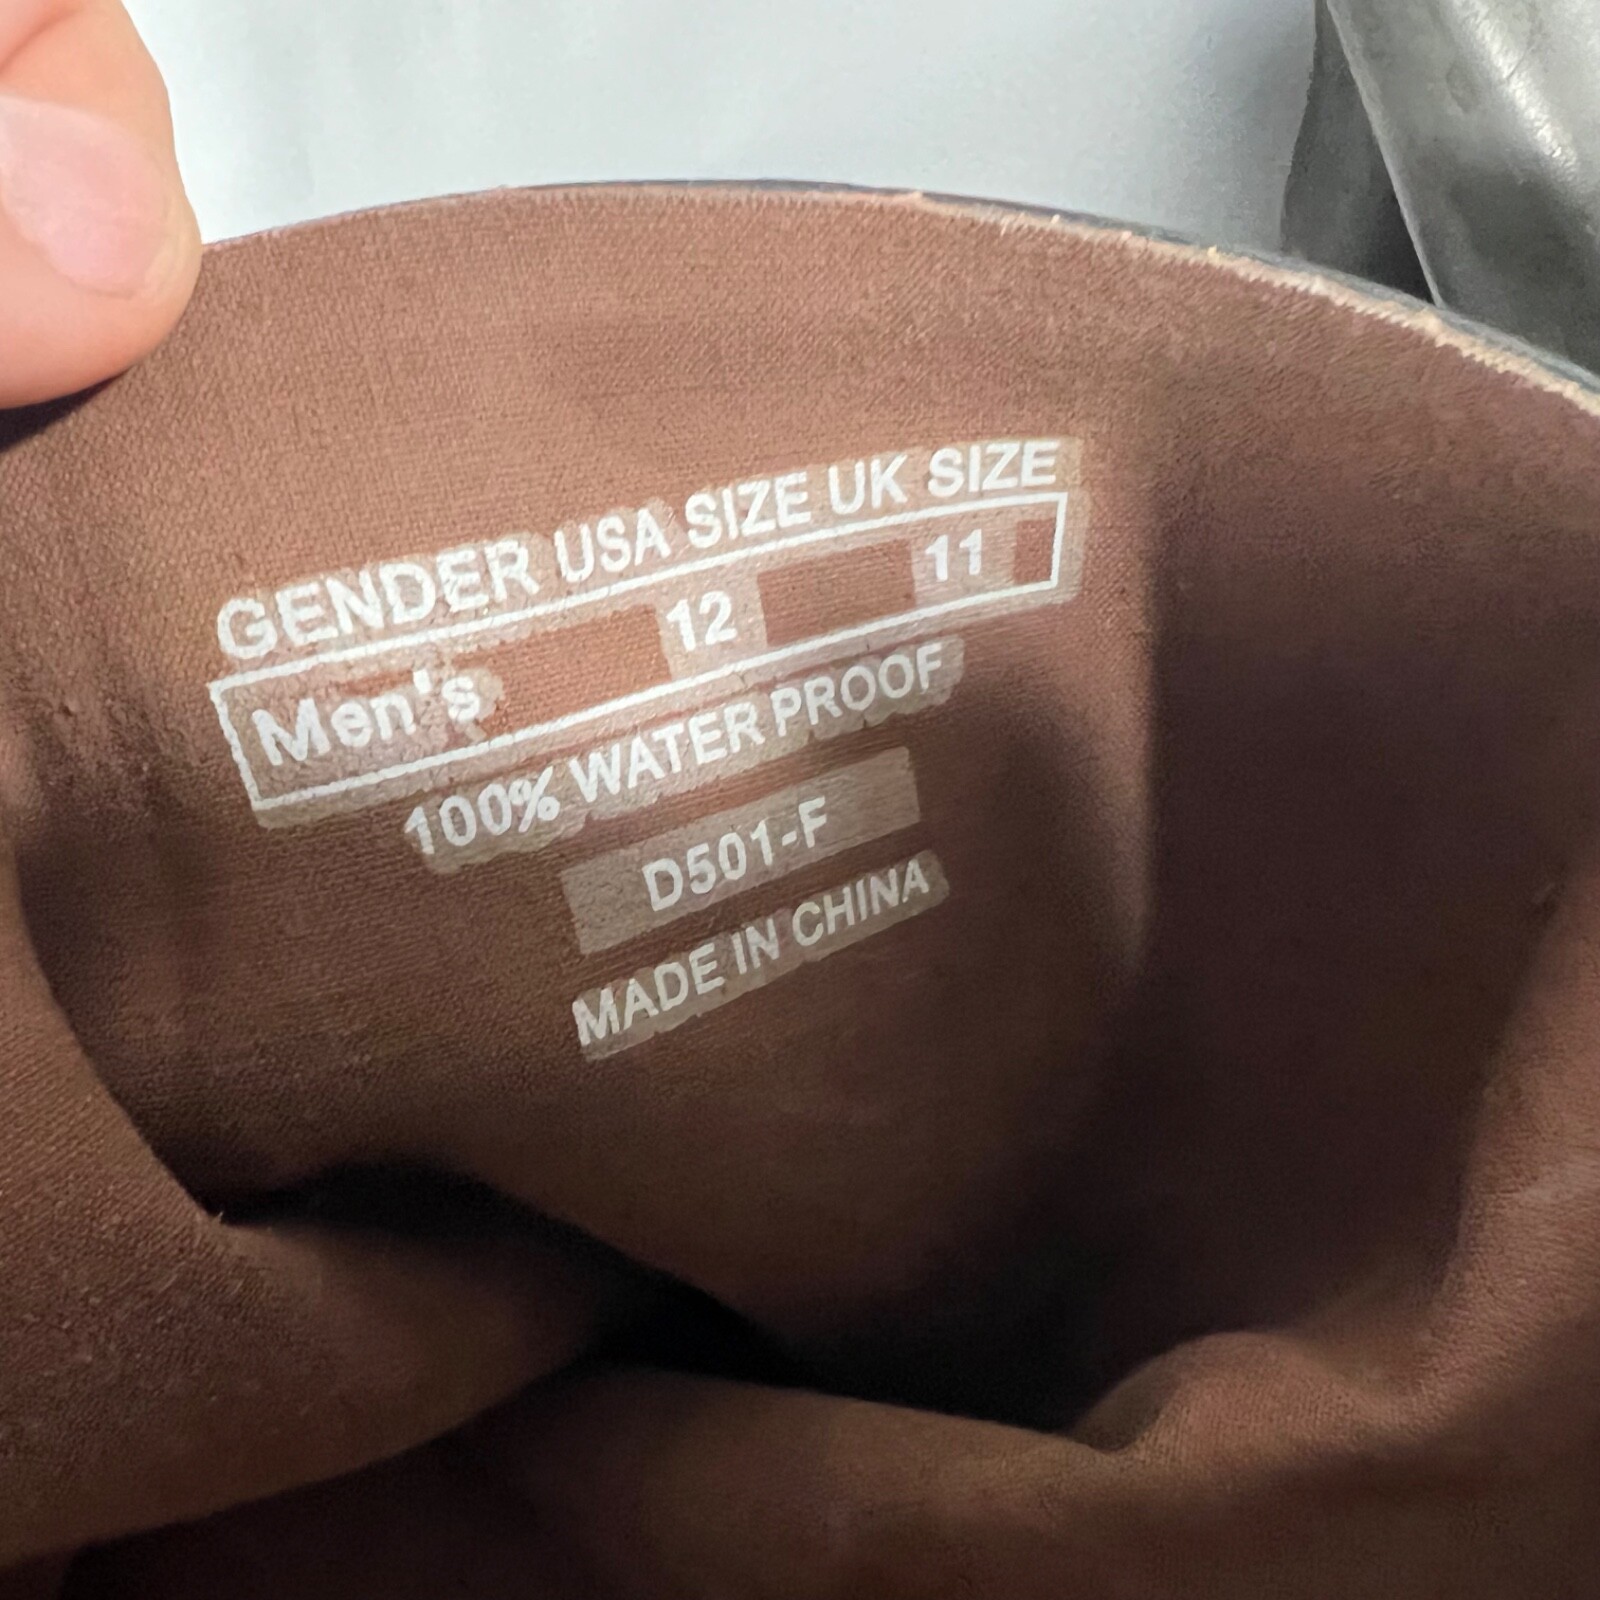 GENDER USA SIZE UK SIZE
Men's 12 11
100% WATER PROOF
D501-F
MADE IN CHINA